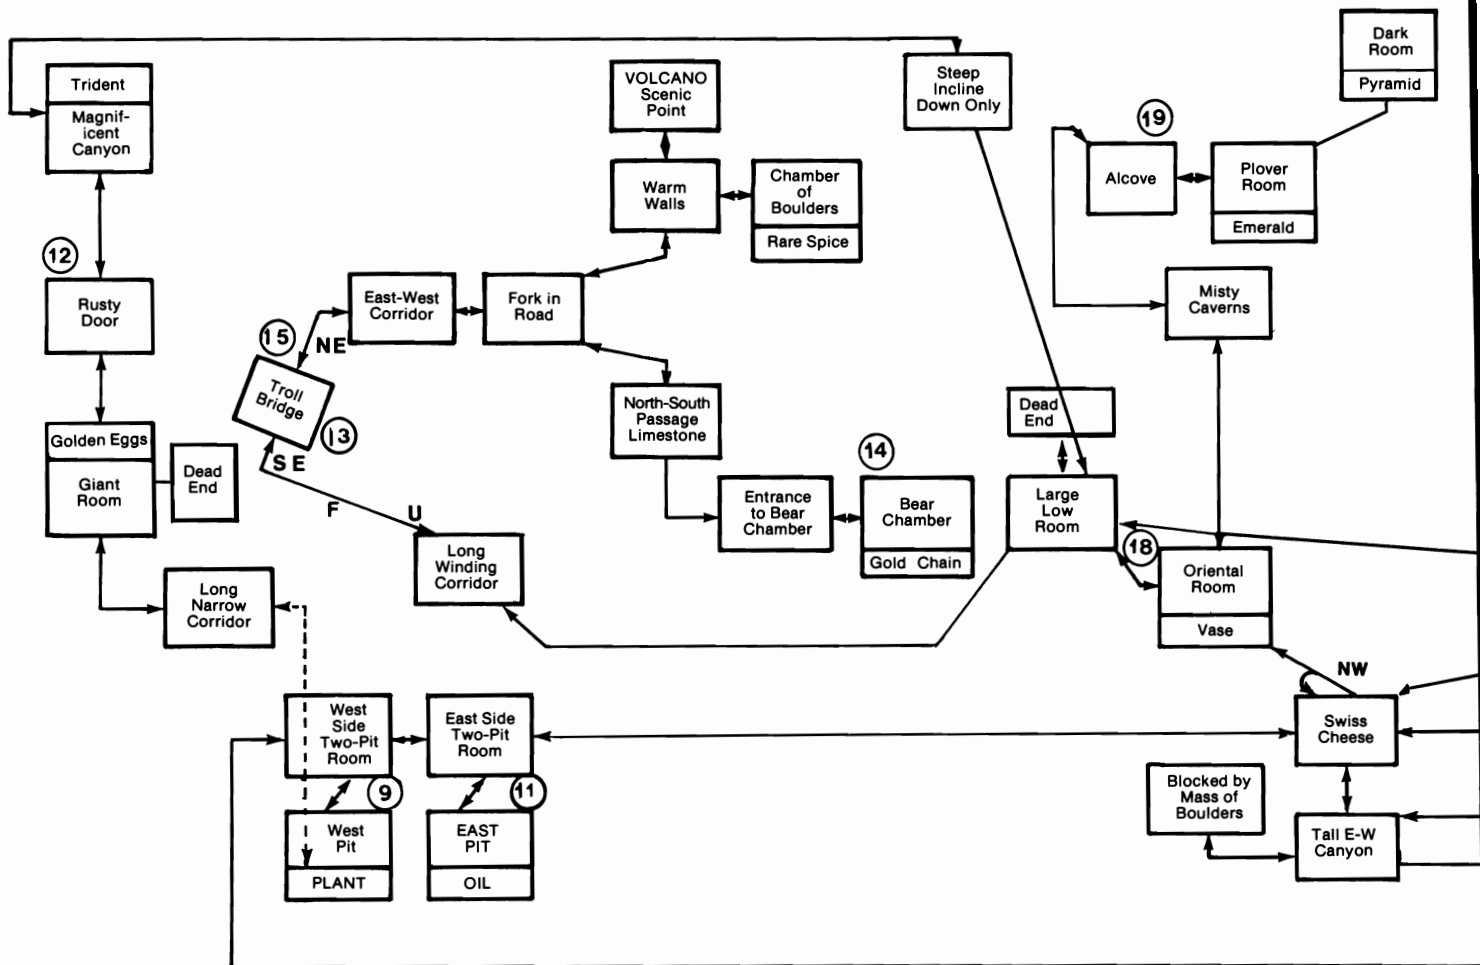 Dark
Room
Pyramid
Steep
Incline
Down Only
Trident
Magnif-
icent
Canyon
VOLCANO
Scenic
Point
19
Alcove
Plover
Room
Emerald
Warm
Walls
Chamber
of
Boulders
Rare Spice
12
Rusty
Door
East-West
Corridor
Fork in
Road
Misty
Caverns
15
NE
Troll
Bridge
13
SE
F
U
Golden Eggs
Giant
Room
Dead
End
North-South
Passage
Limestone
Dead
End
14
Entrance
to Bear
Chamber
Bear
Chamber
Gold Chain
Large
Low
Room
18
Oriental
Room
Vase
Long
Winding
Corridor
Long
Narrow
Corridor
NW
West
Side
Two-Pit
Room
East Side
Two-Pit
Room
Swiss
Cheese
9
11
West
Pit
PLANT
EAST
PIT
OIL
Blocked by
Mass of
Boulders
Tall E-W
Canyon